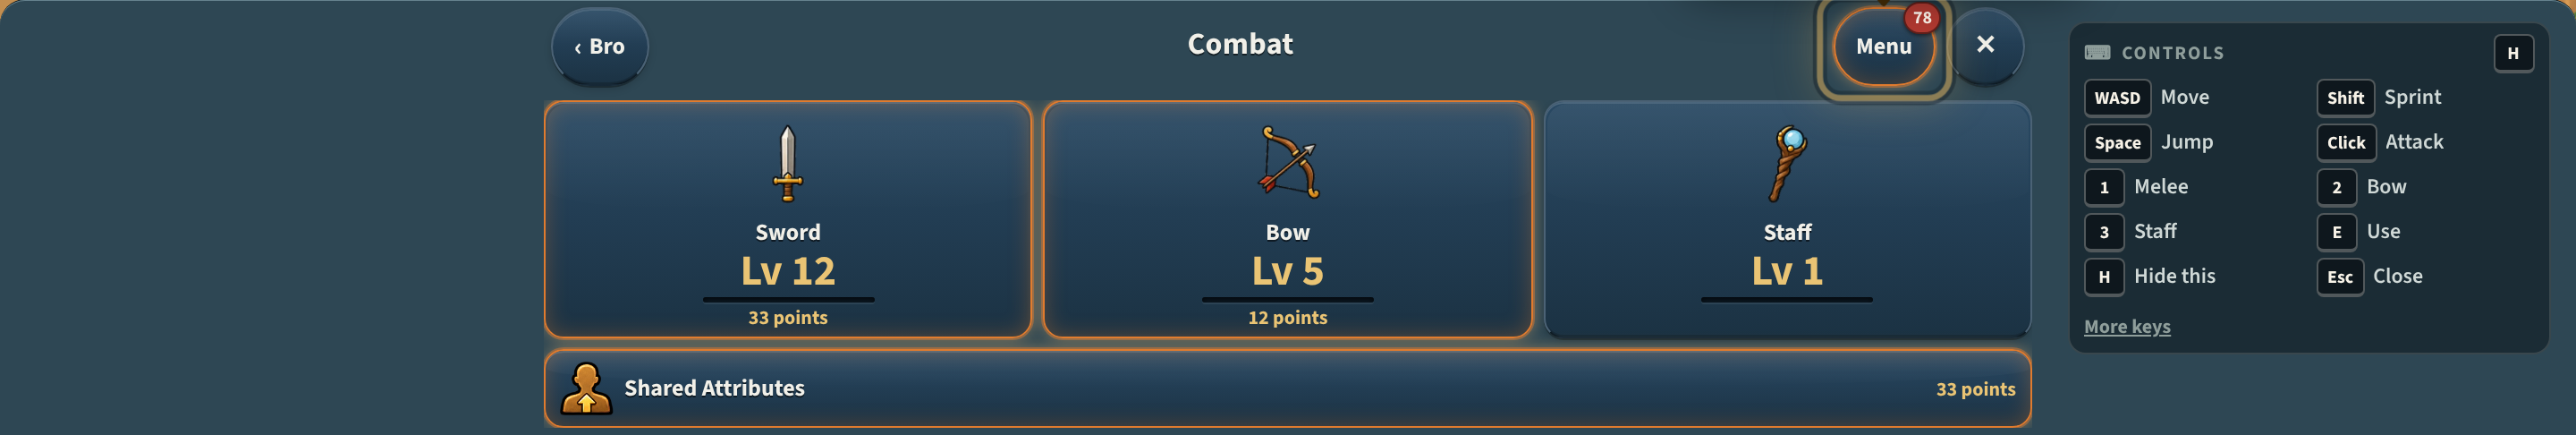 ‹ Bro
Combat
Menu
78
✕
Sword
Lv 12
33 points
Bow
Lv 5
12 points
Staff
Lv 1
Shared Attributes
33 points
CONTROLS
H
WASD Move
Shift Sprint
Space Jump
Click Attack
1 Melee
2 Bow
3 Staff
E Use
H Hide this
Esc Close
More keys